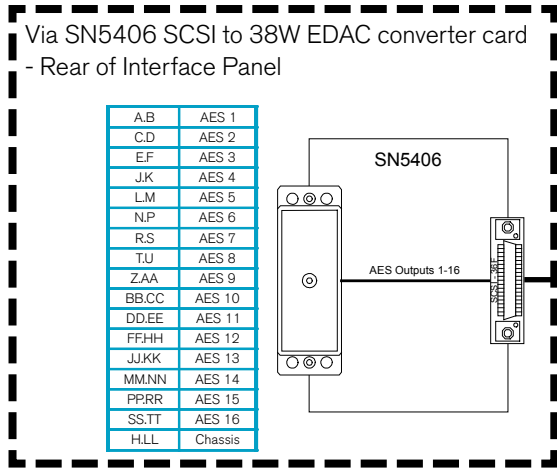 Via SN5406 SCSI to 38W EDAC converter card
- Rear of Interface Panel
A.B AES 1
C.D AES 2
E.F AES 3
J.K AES 4
L.M AES 5
N.P AES 6
R.S AES 7
T.U AES 8
Z.AA AES 9
BB.CC AES 10
DD.EE AES 11
FF.HH AES 12
JJ.KK AES 13
MM.NN AES 14
PP.RR AES 15
SS.TT AES 16
H.LL Chassis
SN5406
AES Outputs 1-16
SCSI - 36F